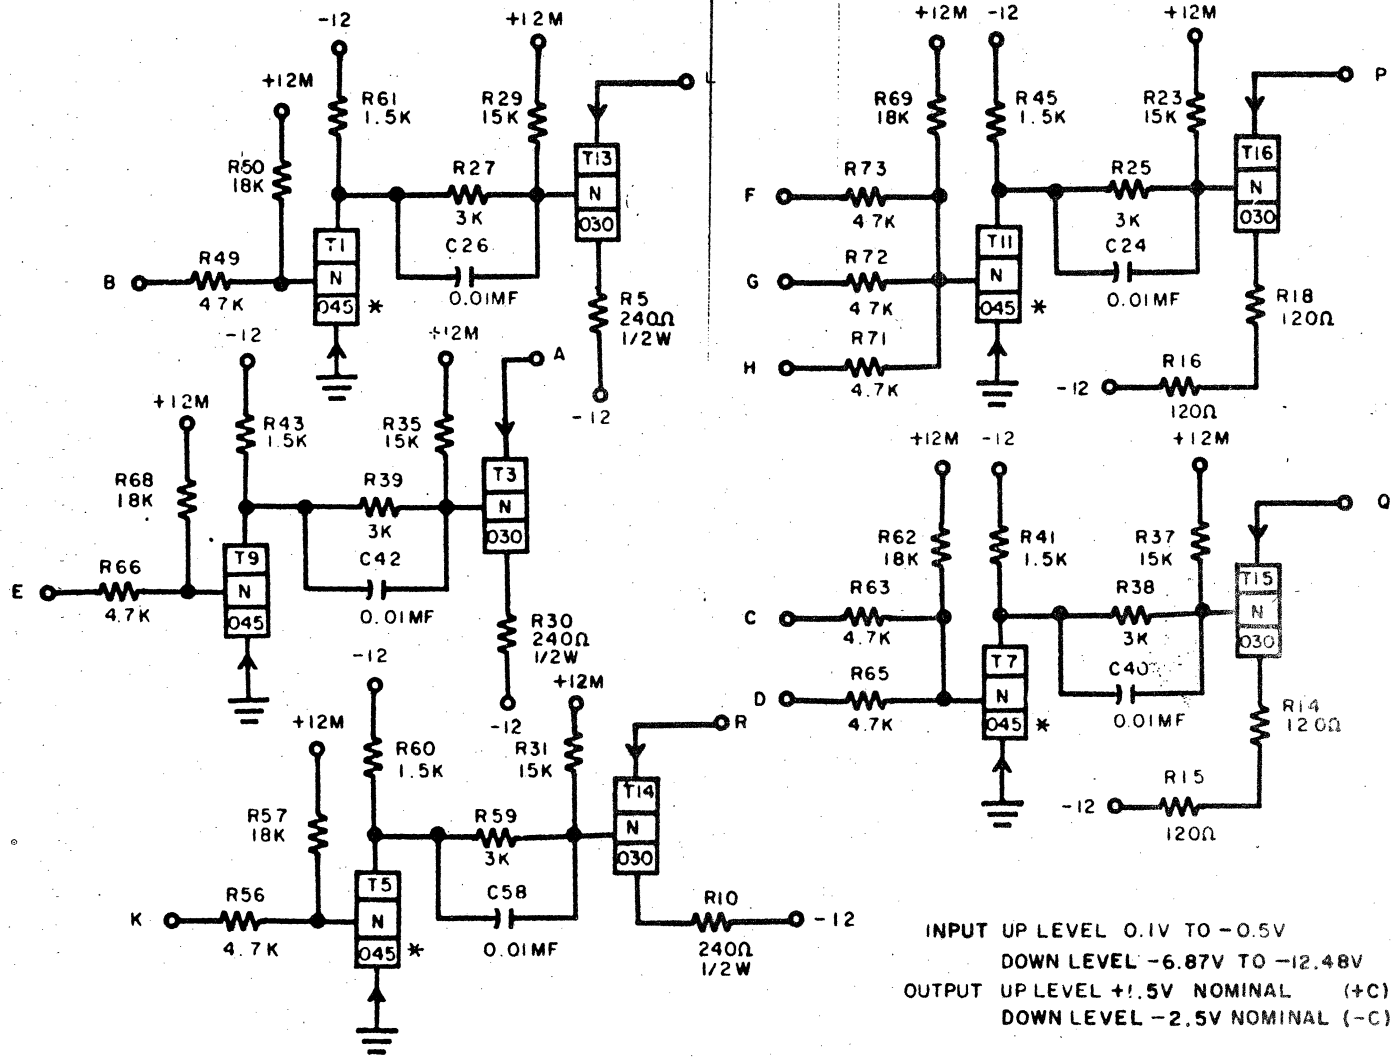 -12
+12M
+12M
R61
1.5K
R29
15K
L
R50
18K
T13
N
030
R27
3K
T1
N
045 *
C26
0.01MF
R49
4.7K
B
R5
240Ω
1/2W
-12
-12
+12M
A
+12M
R43
1.5K
R35
15K
R68
18K
T3
N
030
R39
3K
T9
N
045
C42
0.01MF
R66
4.7K
E
R30
240Ω
1/2W
-12
-12
+12M
R
+12M
R60
1.5K
R31
15K
T14
N
030
R57
18K
R59
3K
T5
N
045 *
C58
0.01MF
R56
4.7K
K
R10
240Ω
1/2W
-12
+12M -12
+12M
P
R69
18K
R45
1.5K
R23
15K
T16
N
030
F
R73
4.7K
R25
3K
T11
N
045 *
C24
0.01MF
G
R72
4.7K
H
R71
4.7K
R18
120Ω
R16
-12
120Ω
+12M -12
+12M
Q
R62
18K
R41
1.5K
R37
15K
T15
N
030
C
R63
4.7K
R38
3K
T7
N
045 *
C40
0.01MF
D
R65
4.7K
R14
120Ω
R15
-12
120Ω
INPUT UP LEVEL 0.1V TO -0.5V
DOWN LEVEL -6.87V TO -12.48V
OUTPUT UP LEVEL +1.5V NOMINAL (+C)
DOWN LEVEL -2.5V NOMINAL (-C)